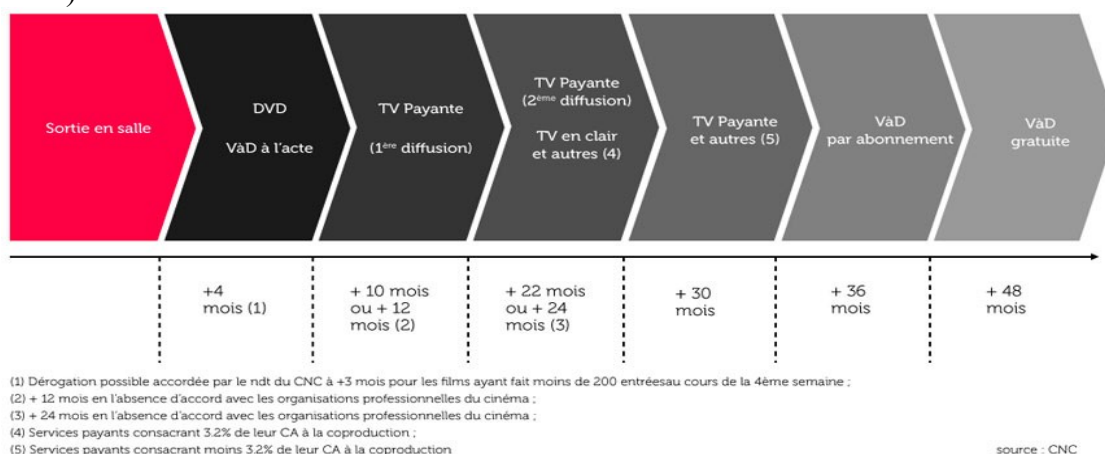 Sortie en salle
DVD
VàD à l'acte
TV Payante
(1ère diffusion)
TV Payante
(2ème diffusion)
TV en clair
et autres (4)
TV Payante
et autres (5)
VàD
par abonnement
VàD
gratuite
+4
mois (1)
+ 10 mois
ou + 12
mois (2)
+ 22 mois
ou + 24
mois (3)
+ 30
mois
+ 36
mois
+ 48
mois
(1) Dérogation possible accordée par le ndt du CNC à +3 mois pour les films ayant fait moins de 200 entréesau cours de la 4ème semaine ;
(2) + 12 mois en l'absence d'accord avec les organisations professionnelles du cinéma ;
(3) + 24 mois en l'absence d'accord avec les organisations professionnelles du cinéma ;
(4) Services payants consacrant 3.2% de leur CA à la coproduction ;
(5) Services payants consacrant moins 3.2% de leur CA à la coproduction
source : CNC